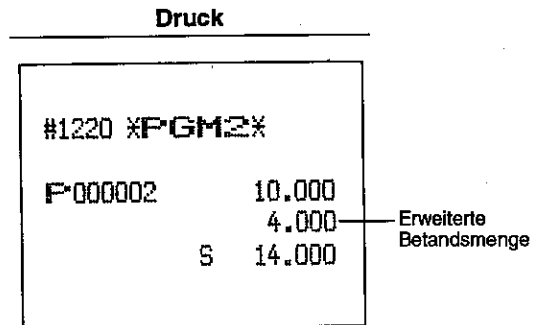 Druck
#1220 *PGM2*
P000002 10.000
4.000
Erweiterte
Betandsmenge
S 14.000